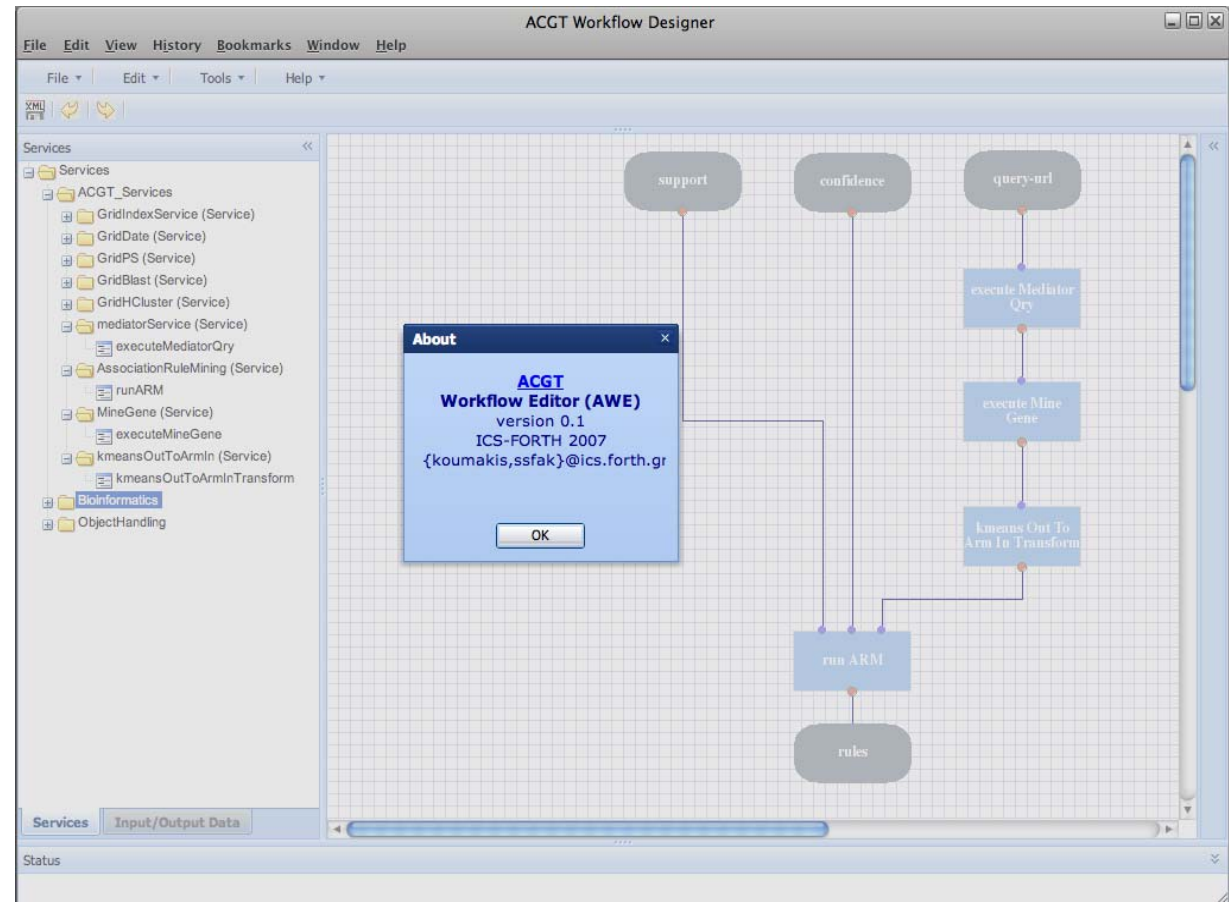 ACGT Workflow Designer
File Edit View History Bookmarks Window Help
File Edit Tools Help
XML
Services
Services
ACGT_Services
GridIndexService (Service)
GridDate (Service)
GridPS (Service)
GridBlast (Service)
GridHCluster (Service)
mediatorService (Service)
executeMediatorQry
AssociationRuleMining (Service)
runARM
MineGene (Service)
executeMineGene
kmeansOutToArmIn (Service)
kmeansOutToArmInTransform
Bioinformatics
ObjectHandling
Services Input/Output Data
support
confidence
query-url
execute Mediator
Qry
execute Mine
Gene
kmeans Out To
Arm In Transform
run ARM
rules
About
ACGT
Workflow Editor (AWE)
version 0.1
ICS-FORTH 2007
{koumakis,ssfak}@ics.forth.gr
OK
Status